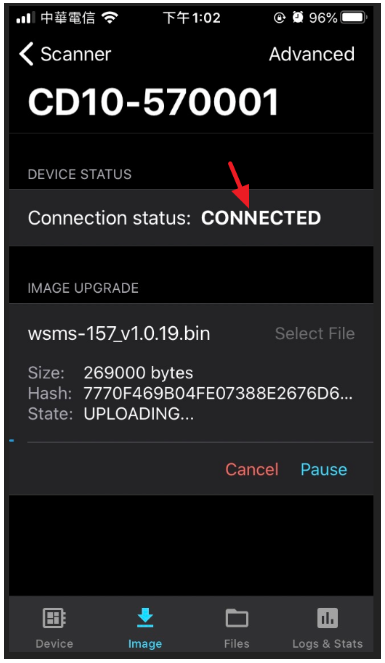 中華電信 下午1:02 96%
Scanner Advanced
CD10-570001
DEVICE STATUS
Connection status: CONNECTED
IMAGE UPGRADE
wsms-157_v1.0.19.bin Select File
Size: 269000 bytes
Hash: 7770F469B04FE07388E2676D6...
State: UPLOADING...
Cancel Pause
Device Image Files Logs & Stats